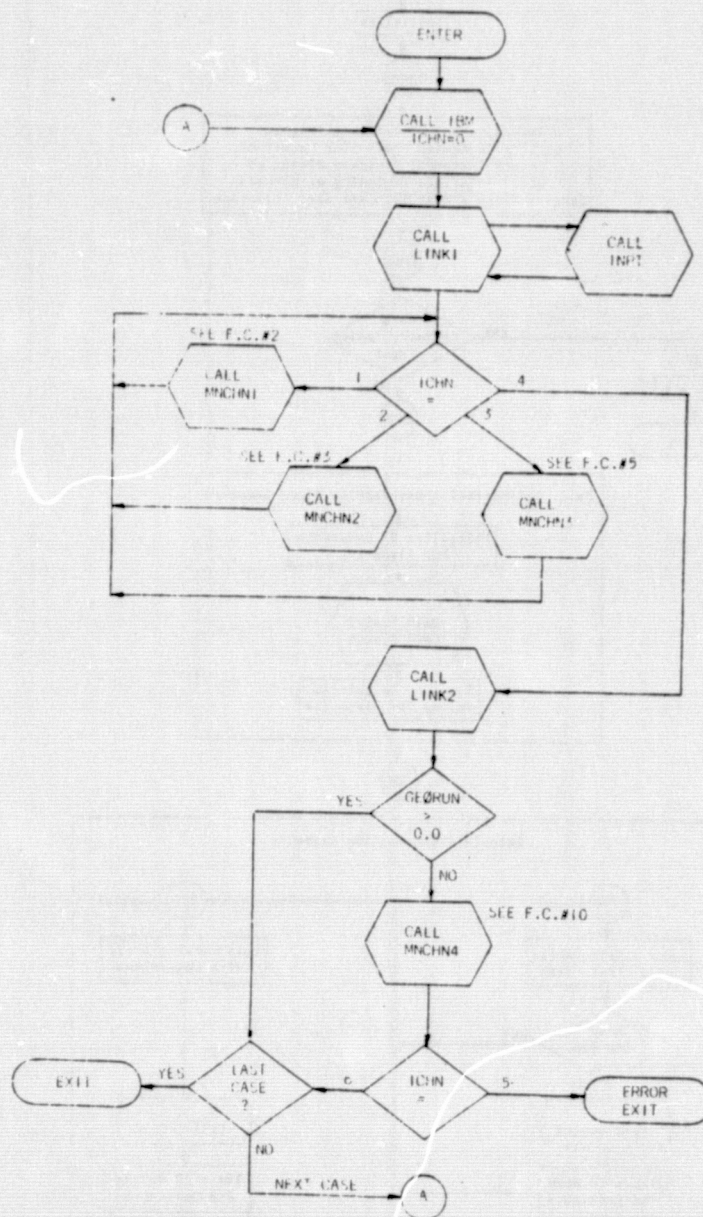 ENTER
A
CALL IBM
ICHN=0
CALL
LINK1
CALL
INPT
SEE F.C.#2
CALL
MNCHN1
1
ICHN
=
4
2
3
SEE F.C.#3
SEE F.C.#5
CALL
MNCHN2
CALL
MNCHN3
CALL
LINK2
YES
GEØRUN
>
0.0
NO
SEE F.C.#10
CALL
MNCHN4
EXIT
YES
LAST
CASE
?
ICHN
=
5
ERROR
EXIT
NO
NEXT CASE
A